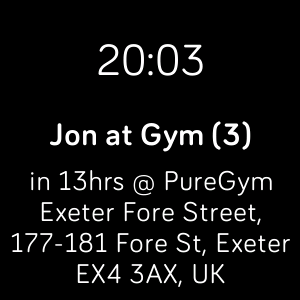 20:03
Jon at Gym (3)
in 13hrs @ PureGym
Exeter Fore Street,
177-181 Fore St, Exeter
EX4 3AX, UK